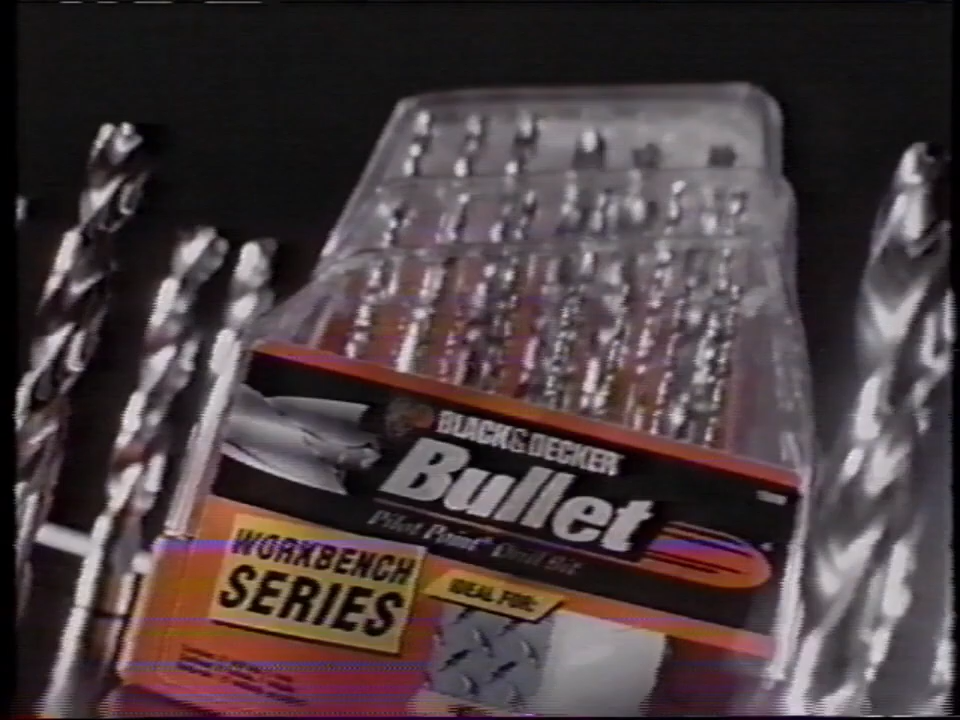 BLACK & DECKER
Bullet
Pilot Point Drill Bit
WORKBENCH
SERIES
IDEAL FOR: